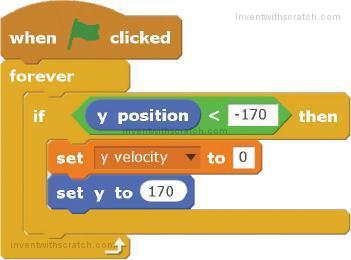 inventwithscratch.com
when clicked
forever
if y position < -170 then
inventwithscratch.com
set y velocity to 0
set y to 170
inventwithscratch.com